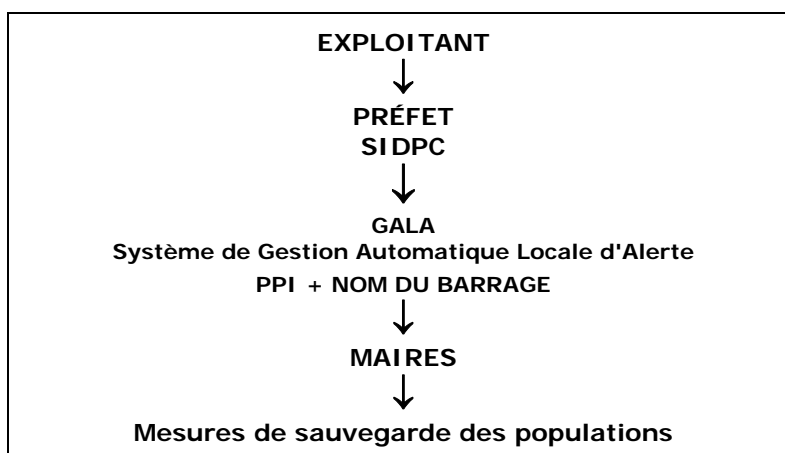 EXPLOITANT
PRÉFET
SIDPC
GALA
Système de Gestion Automatique Locale d'Alerte
PPI + NOM DU BARRAGE
MAIRES
Mesures de sauvegarde des populations